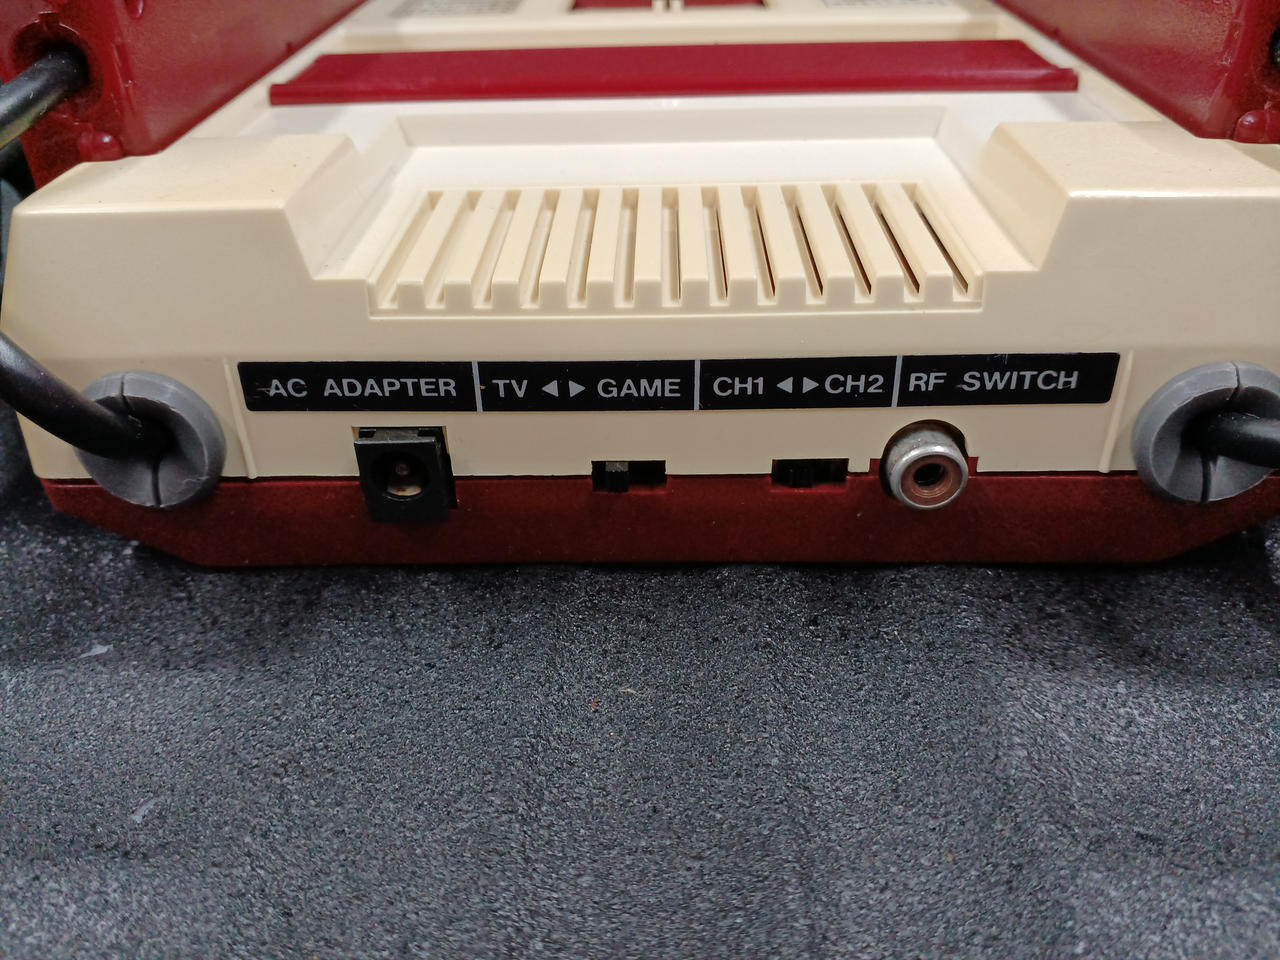 AC ADAPTER TV ◀ ▶ GAME CH1 ◀ ▶ CH2 RF SWITCH